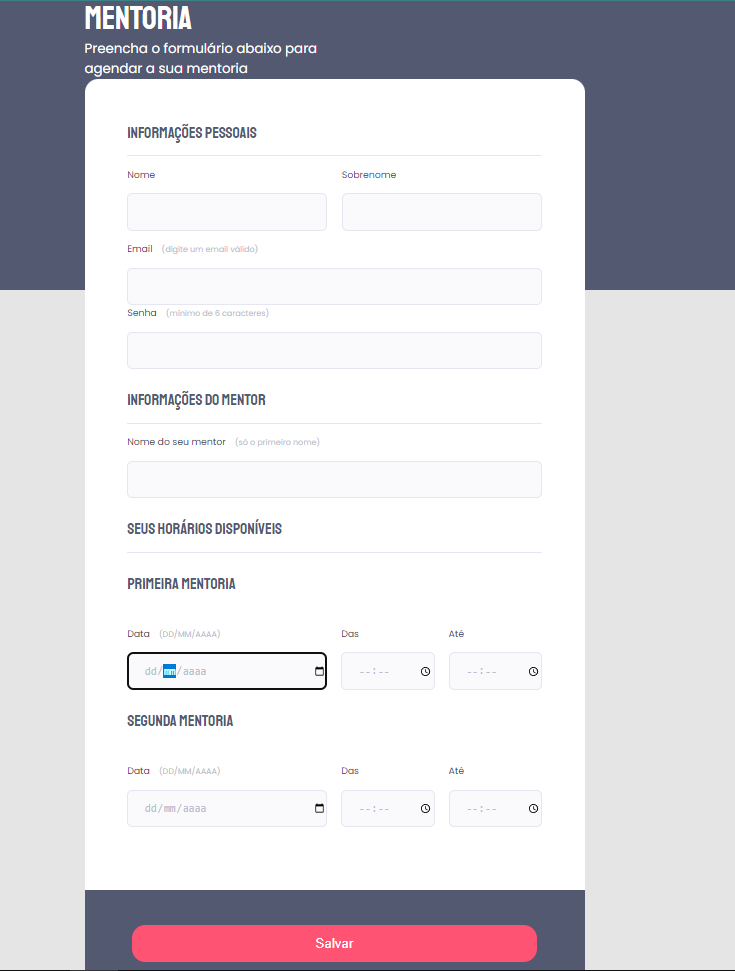 MENTORIA
Preencha o formulário abaixo para
agendar a sua mentoria
INFORMAÇÕES PESSOAIS
Nome Sobrenome
Email (digite um email válido)
Senha (mínimo de 6 caracteres)
INFORMAÇÕES DO MENTOR
Nome do seu mentor (só o primeiro nome)
SEUS HORÁRIOS DISPONÍVEIS
PRIMEIRA MENTORIA
Data (DD/MM/AAAA) Das Até
dd/mm/aaaa --:-- --:--
SEGUNDA MENTORIA
Data (DD/MM/AAAA) Das Até
dd/mm/aaaa --:-- --:--
Salvar